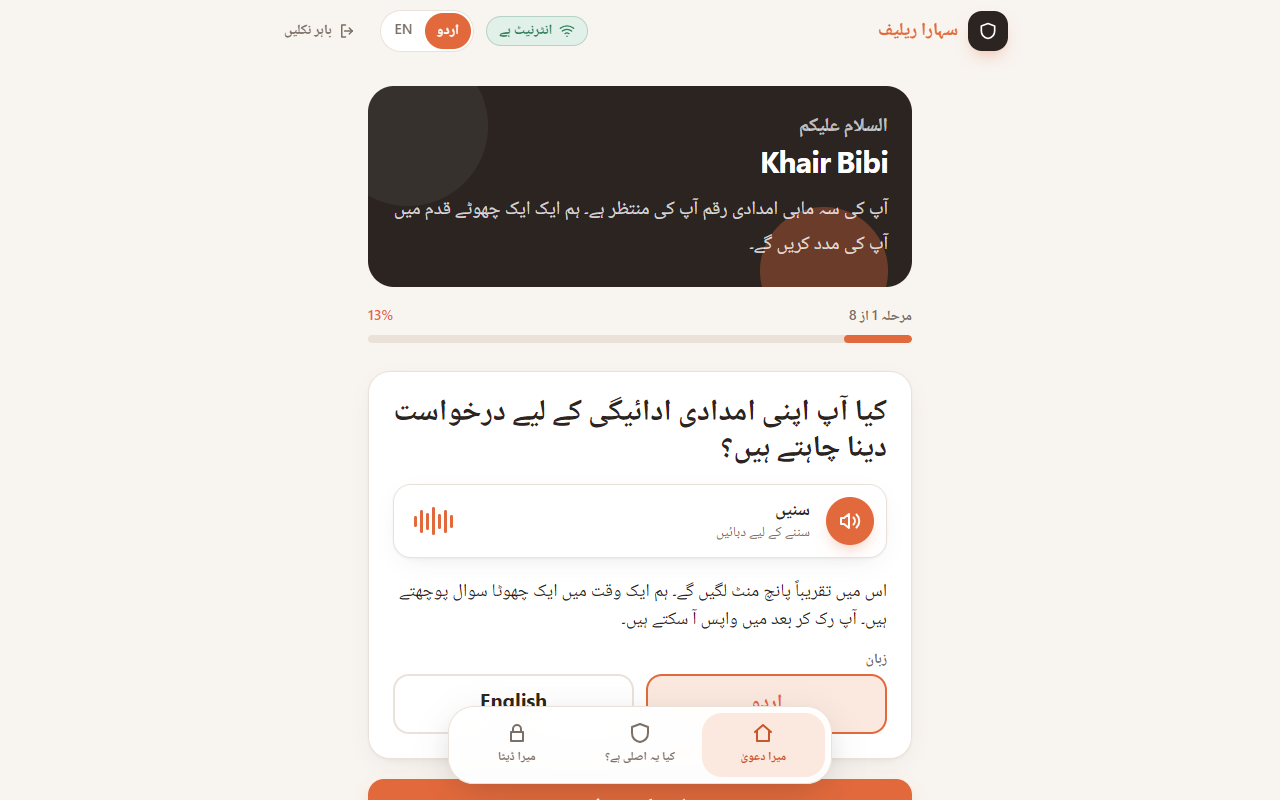 سہارا ریلیف
انٹرنیٹ ہے
اردو
EN
باہر نکلیں
السلام علیکم
Khair Bibi
آپ کی سہ ماہی امدادی رقم آپ کی منتظر ہے۔ ہم ایک ایک چھوٹے قدم میں
آپ کی مدد کریں گے۔
مرحلہ 1 از 8
13%
کیا آپ اپنی امدادی ادائیگی کے لیے درخواست
دینا چاہتے ہیں؟
سنیں
سننے کے لیے دبائیں
اس میں تقریباً پانچ منٹ لگیں گے۔ ہم ایک وقت میں ایک چھوٹا سوال پوچھتے
ہیں۔ آپ رک کر بعد میں واپس آ سکتے ہیں۔
زبان
اردو
English
میرا دعویٰ
کیا یہ اصلی ہے؟
میرا ڈیٹا